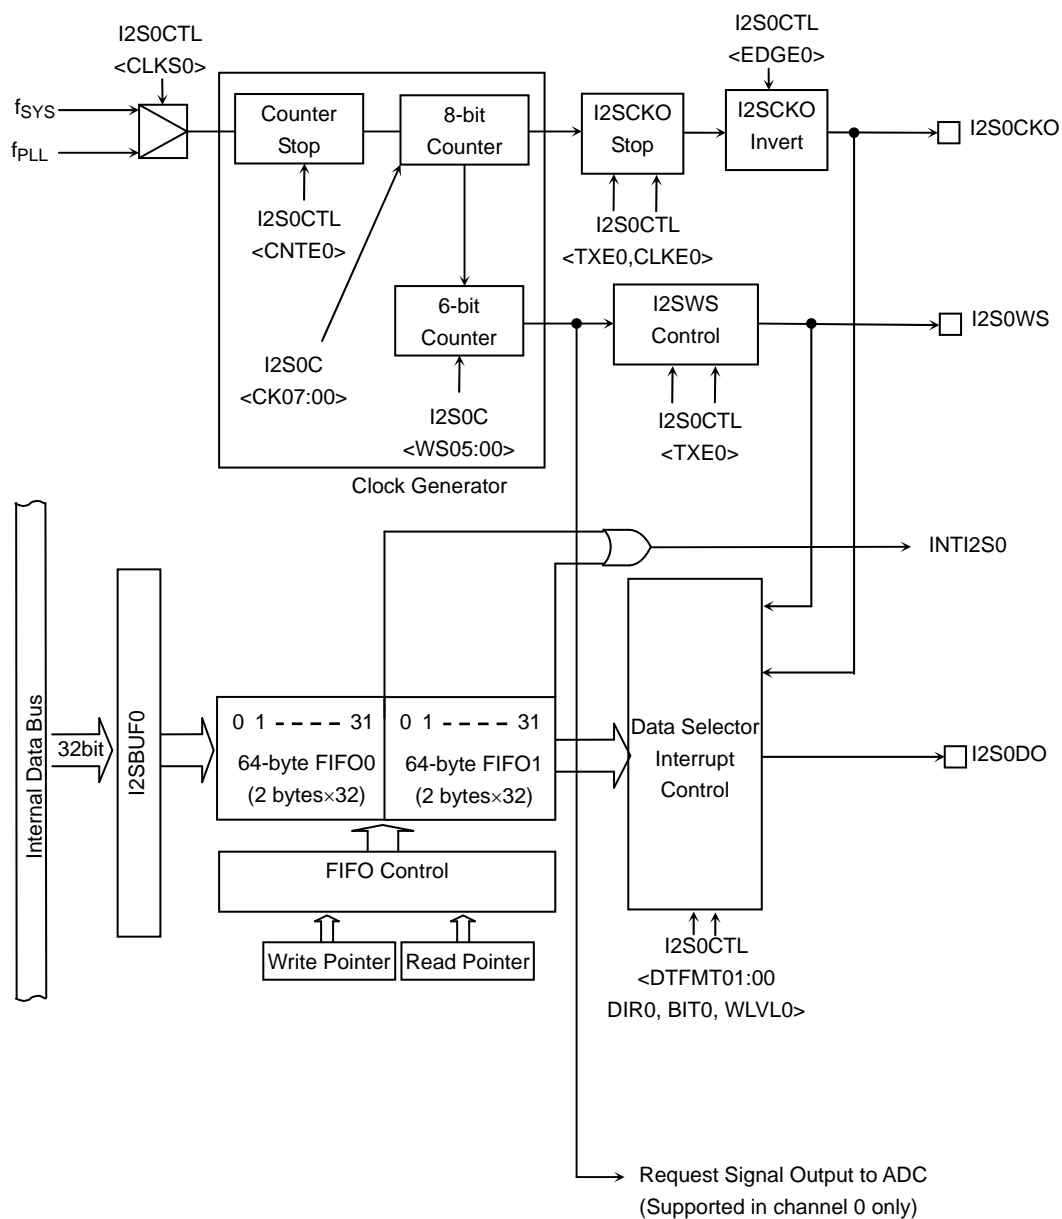 I2S0CTL
<CLKS0>
I2S0CTL
<EDGE0>
fSYS
fPLL
Counter
Stop
8-bit
Counter
I2SCKO
Stop
I2SCKO
Invert
I2S0CKO
I2S0CTL
<CNTE0>
I2S0CTL
<TXE0,CLKE0>
6-bit
Counter
I2SWS
Control
I2S0WS
I2S0C
<CK07:00>
I2S0C
<WS05:00>
I2S0CTL
<TXE0>
Clock Generator
INTI2S0
Internal Data Bus
32bit
I2SBUF0
0 1 ----- 31
64-byte FIFO0
(2 bytes×32)
0 1 ----- 31
64-byte FIFO1
(2 bytes×32)
Data Selector
Interrupt
Control
I2S0DO
FIFO Control
Write Pointer
Read Pointer
I2S0CTL
<DTFMT01:00
DIR0, BIT0, WLVL0>
Request Signal Output to ADC
(Supported in channel 0 only)